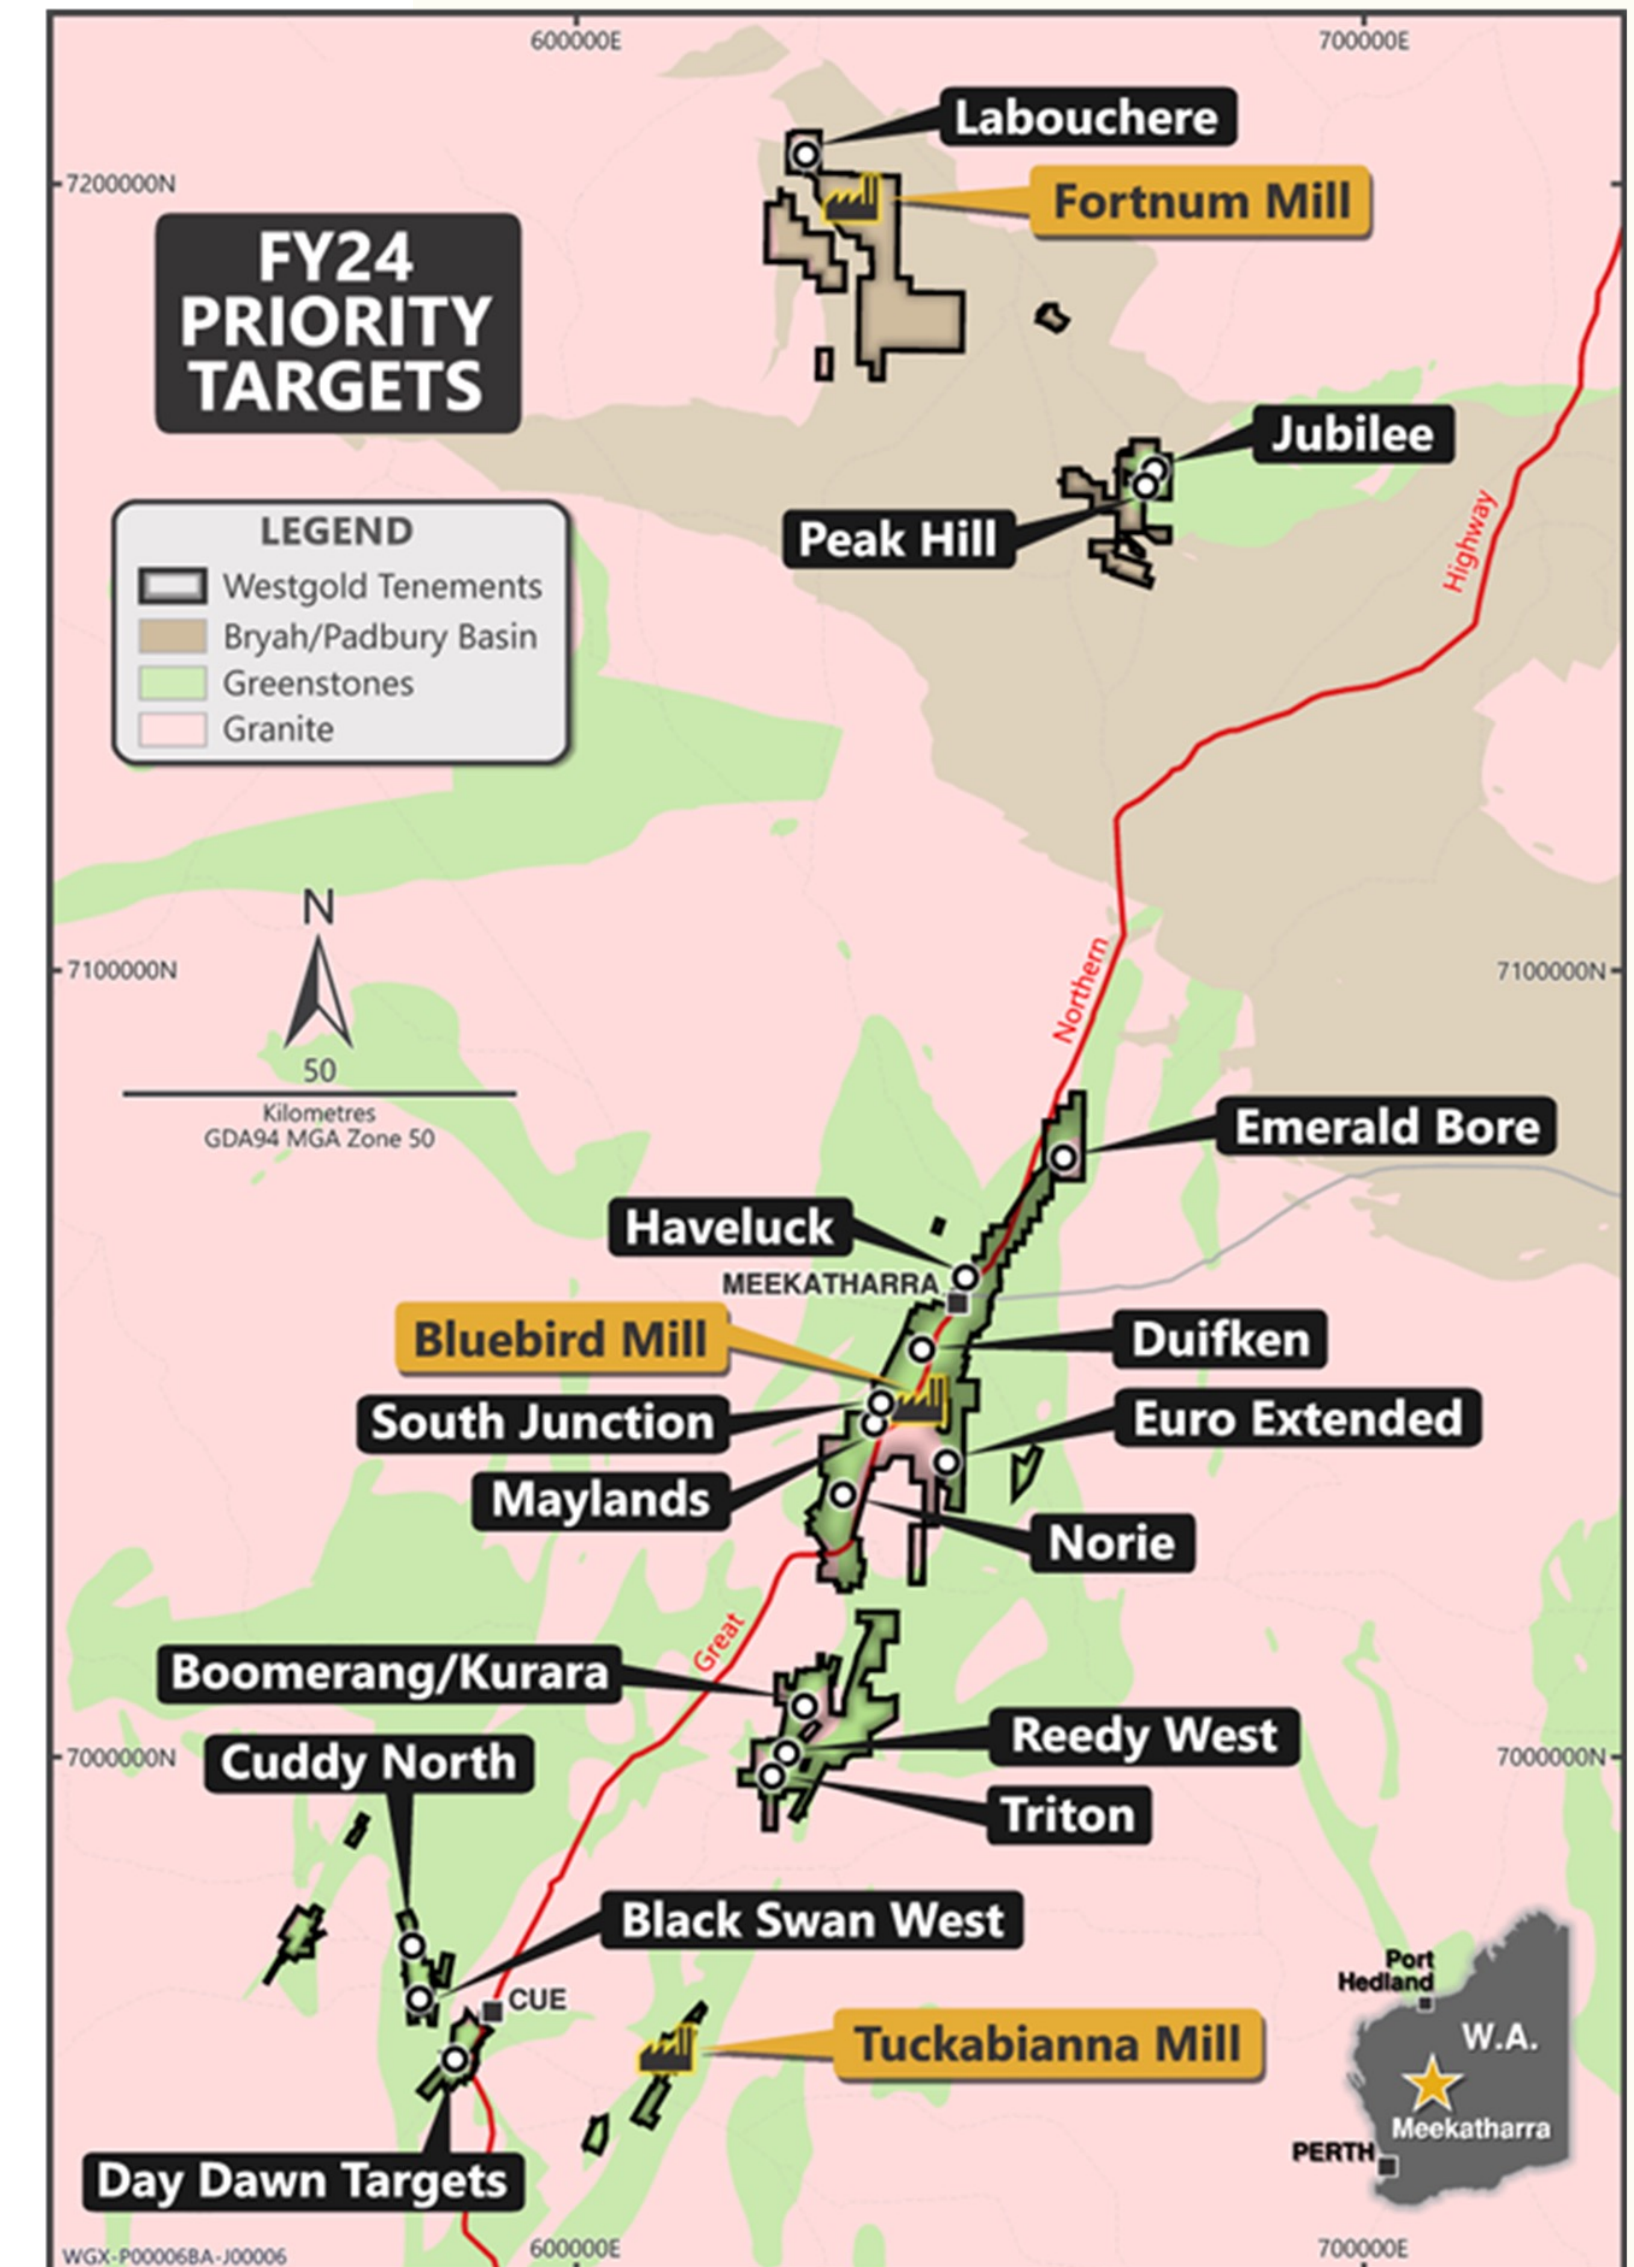 600000E
700000E
Labouchere
7200000N
Fortnum Mill
FY24
PRIORITY
TARGETS
Jubilee
Peak Hill
Highway
LEGEND
Westgold Tenements
Bryah/Padbury Basin
Greenstones
Granite
N
7100000N
7100000N
Northern
50
Kilometres
GDA94 MGA Zone 50
Emerald Bore
Haveluck
MEEKATHARRA
Bluebird Mill
Duifken
South Junction
Euro Extended
Maylands
Norie
Great
Boomerang/Kurara
Reedy West
7000000N
7000000N
Cuddy North
Triton
Black Swan West
Port
Hedland
CUE
W.A.
Tuckabianna Mill
Meekatharra
PERTH
Day Dawn Targets
WGX-P00006BA-J00006
600000E
700000E